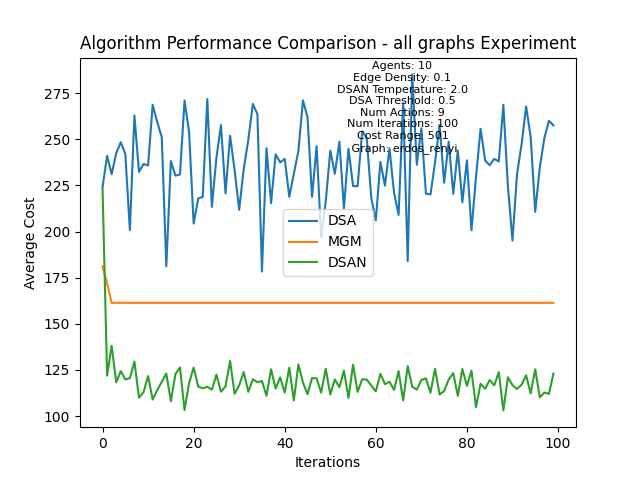 Algorithm Performance Comparison - all graphs Experiment
Agents: 10
Edge Density: 0.1
DSAN Temperature: 2.0
DSA Threshold: 0.5
Num Actions: 9
Num Iterations: 100
Cost Range: 501
Graph: erdos_renyi
275
250
225
200
175
150
125
100
Average Cost
DSA
MGM
DSAN
0
20
40
60
80
100
Iterations